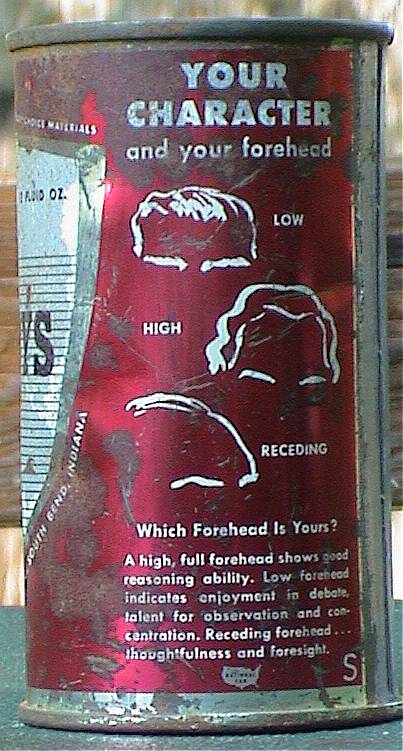 YOUR
CHARACTER
and your forehead
CHOICE MATERIALS
FLUID OZ.
LOW
HIGH
RECEDING
SOUTH BEND, INDIANA
Which Forehead Is Yours?
A high, full forehead shows good
reasoning ability. Low forehead
indicates enjoyment in debate,
talent for observation and con-
centration. Receding forehead...
thoughtfulness and foresight.
NATIONAL
CAN
S